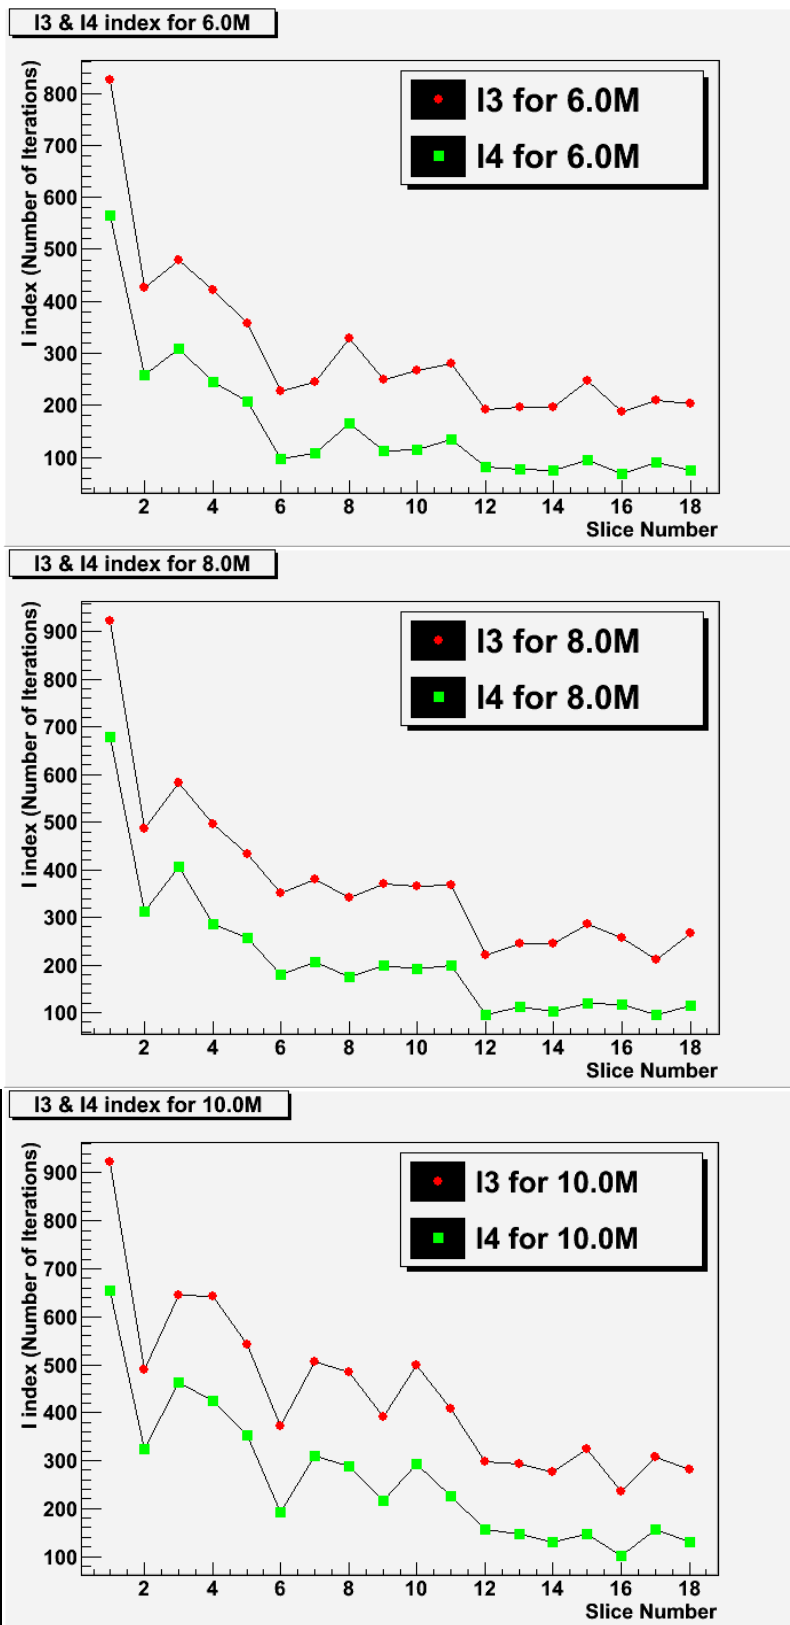 I3 & I4 index for 6.0M
I index (Number of Iterations)
800
700
600
500
400
300
200
100
I3 for 6.0M
I4 for 6.0M
2 4 6 8 10 12 14 16 18
Slice Number
I3 & I4 index for 8.0M
I index (Number of Iterations)
900
800
700
600
500
400
300
200
100
I3 for 8.0M
I4 for 8.0M
2 4 6 8 10 12 14 16 18
Slice Number
I3 & I4 index for 10.0M
I index (Number of Iterations)
900
800
700
600
500
400
300
200
100
I3 for 10.0M
I4 for 10.0M
2 4 6 8 10 12 14 16 18
Slice Number